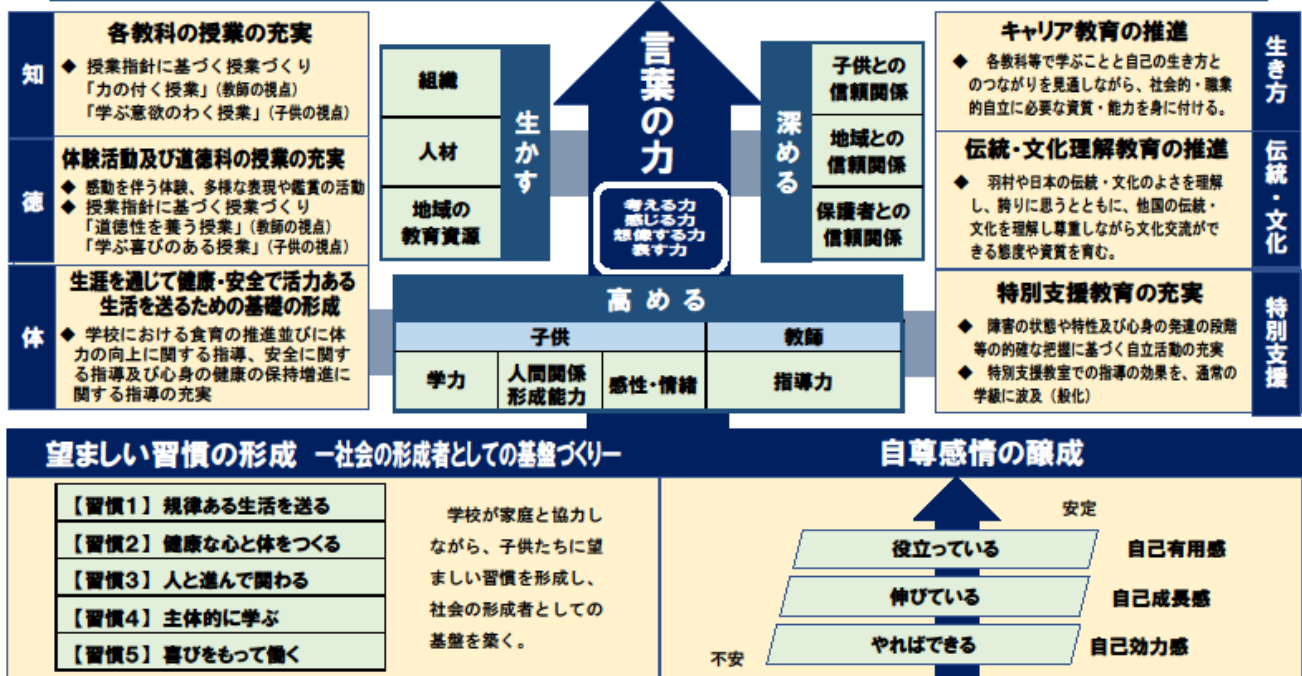 知
各教科の授業の充実
◆ 授業指針に基づく授業づくり
「力の付く授業」(教師の視点)
「学ぶ意欲のわく授業」(子供の視点)
徳
体験活動及び道徳科の授業の充実
◆ 感動を伴う体験、多様な表現や鑑賞の活動
◆ 授業指針に基づく授業づくり
「道徳性を養う授業」(教師の視点)
「学ぶ喜びのある授業」(子供の視点)
体
生涯を通じて健康・安全で活力ある
生活を送るための基礎の形成
◆ 学校における食育の推進並びに体
力の向上に関する指導、安全に関す
る指導及び心身の健康の保持増進に
関する指導の充実
組織
人材
地域の
教育資源
生かす
言葉の力
考える力
感じる力
想像する力
表す力
深める
子供との
信頼関係
地域との
信頼関係
保護者との
信頼関係
高める
子供
教師
学力
人間関係
形成能力
感性・情緒
指導力
キャリア教育の推進
◆ 各教科等で学ぶことと自己の生き方と
のつながりを見通しながら、社会的・職業
的自立に必要な資質・能力を身に付ける。
生き方
伝統・文化理解教育の推進
◆ 羽村や日本の伝統・文化のよさを理解
し、誇りに思うとともに、他国の伝統・
文化を理解し尊重しながら文化交流がで
きる態度や資質を育む。
伝統・文化
特別支援教育の充実
◆ 障害の状態や特性及び心身の発達の段階
等の的確な把握に基づく自立活動の充実
◆ 特別支援教室での指導の効果を、通常の
学級に波及(般化)
特別支援
望ましい習慣の形成 ー社会の形成者としての基盤づくりー
【習慣1】規律ある生活を送る
【習慣2】健康な心と体をつくる
【習慣3】人と進んで関わる
【習慣4】主体的に学ぶ
【習慣5】喜びをもって働く
学校が家庭と協力し
ながら、子供たちに望
ましい習慣を形成し、
社会の形成者としての
基盤を築く。
自尊感情の醸成
安定
役立っている
自己有用感
伸びている
自己成長感
やればできる
自己効力感
不安